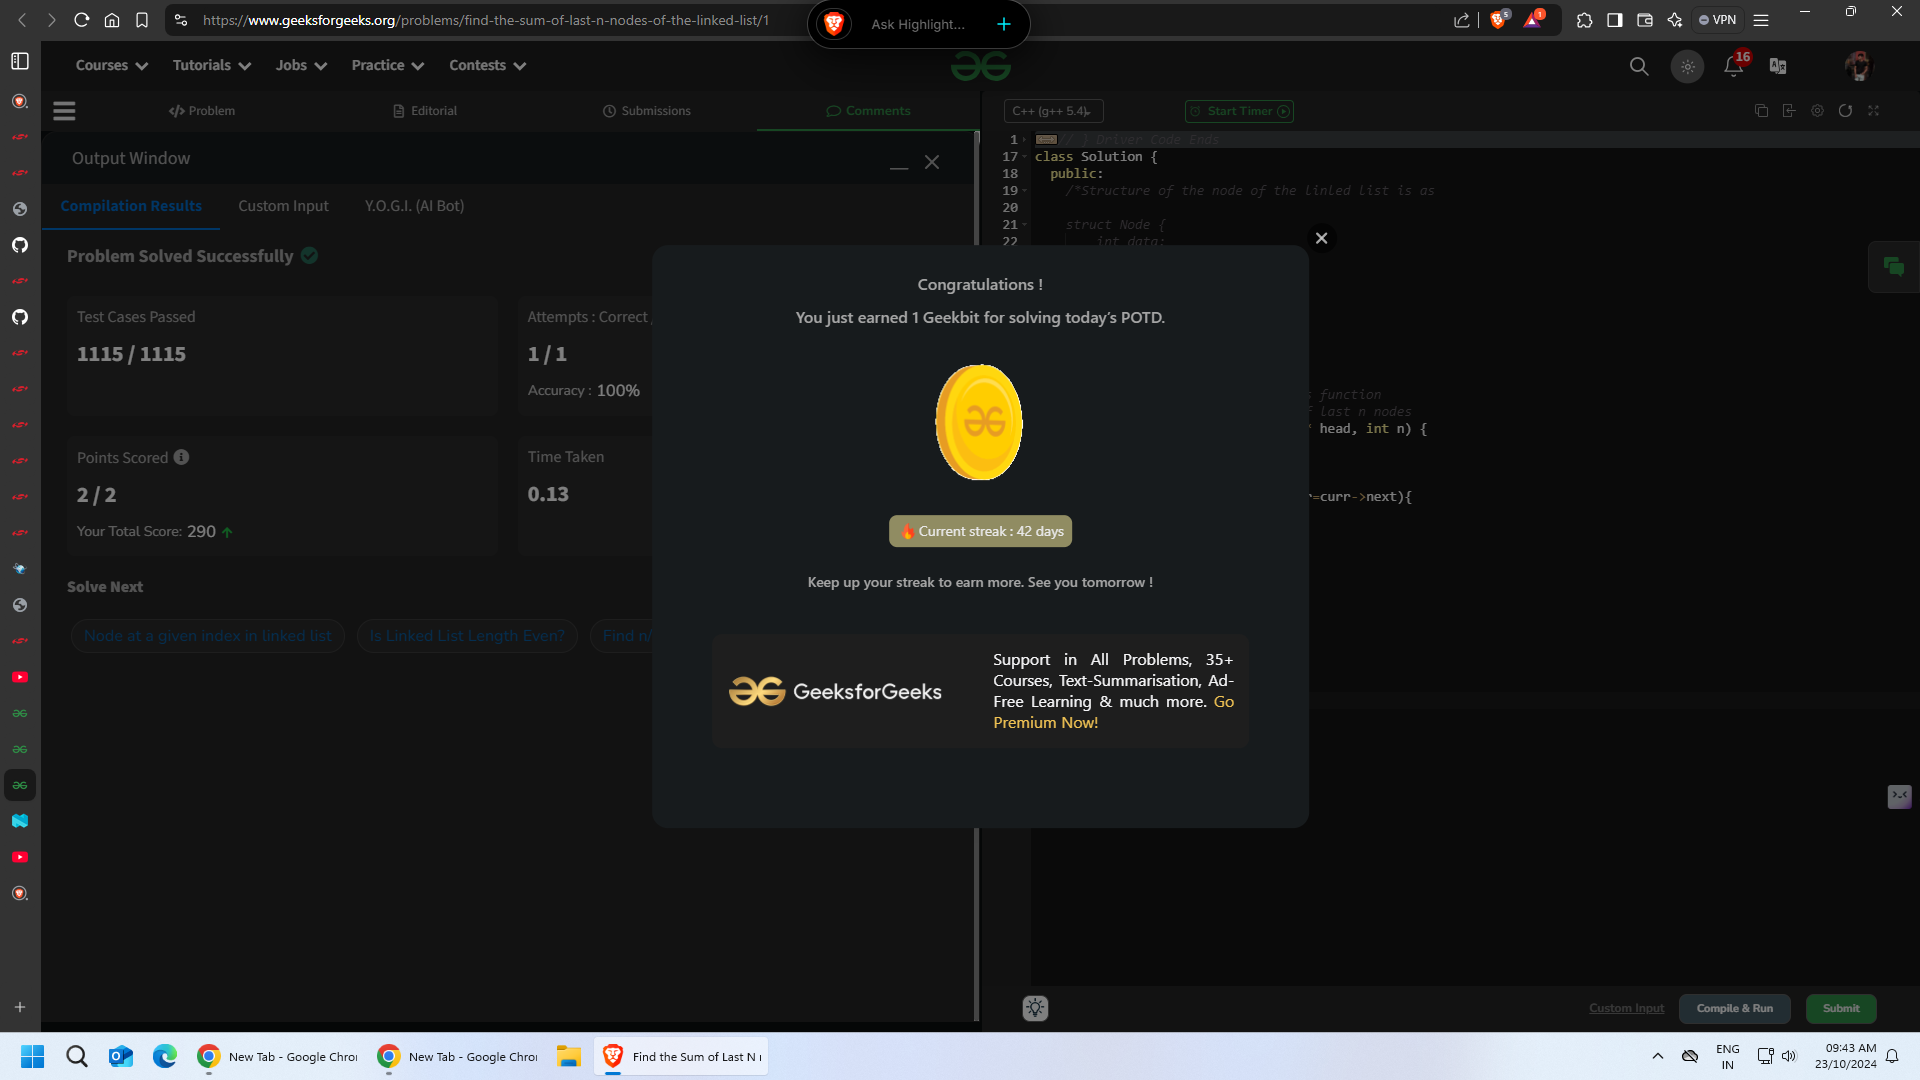 https://www.geeksforgeeks.org/problems/find-the-sum-of-last-n-nodes-of-the-linked-list/1
Ask Highlight...
5
1
VPN
Courses
Tutorials
Jobs
Practice
Contests
16
Problem
Editorial
Submissions
Comments
C++ (g++ 5.4)
Start Timer
Output Window
Compilation Results
Custom Input
Y.O.G.I. (AI Bot)
Problem Solved Successfully
Test Cases Passed
1115 / 1115
Attempts : Correct
1 / 1
Accuracy : 100%
Points Scored
2 / 2
Your Total Score: 290
Time Taken
0.13
Solve Next
Node at a given index in linked list
Is Linked List Length Even?
Find n/
1 // } Driver Code Ends
17 class Solution {
18 public:
19 /*Structure of the node of the linled list is as
20
21 struct Node {
22 int data;
function
last n nodes
head, int n) {
=curr->next){
Congratulations !
You just earned 1 Geekbit for solving today's POTD.
Current streak : 42 days
Keep up your streak to earn more. See you tomorrow !
GeeksforGeeks
Support in All Problems, 35+
Courses, Text-Summarisation, Ad-
Free Learning & much more. Go
Premium Now!
Custom Input
Compile & Run
Submit
New Tab - Google Chro
New Tab - Google Chro
Find the Sum of Last N
ENG
IN
09:43 AM
23/10/2024